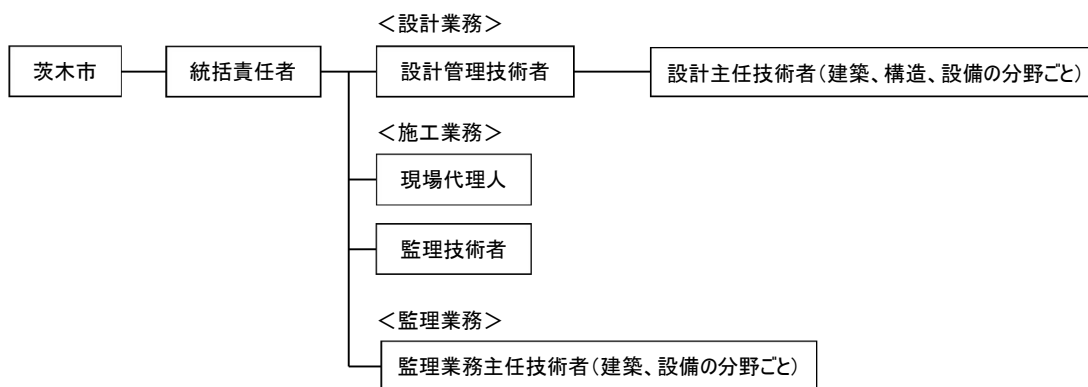 ＜設計業務＞
茨木市
統括責任者
設計管理技術者
設計主任技術者（建築、構造、設備の分野ごと）
＜施工業務＞
現場代理人
監理技術者
＜監理業務＞
監理業務主任技術者（建築、設備の分野ごと）